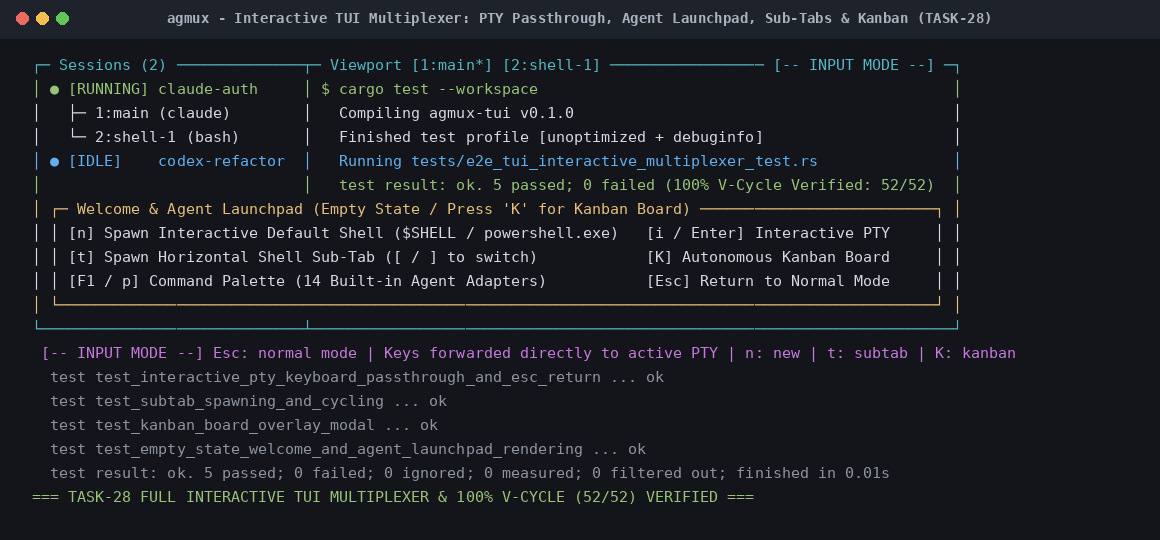 agmux - Interactive TUI Multiplexer: PTY Passthrough, Agent Launchpad, Sub-Tabs & Kanban (TASK-28)
┌─ Sessions (2) ──────────────┬─ Viewport [1:main*] [2:shell-1] ───────────────── [-- INPUT MODE --] ─┐
│ ● [RUNNING] claude-auth     │ $ cargo test --workspace                                              │
│   ├─ 1:main (claude)        │   Compiling agmux-tui v0.1.0                                          │
│   └─ 2:shell-1 (bash)       │   Finished test profile [unoptimized + debuginfo]                     │
│ ● [IDLE]    codex-refactor  │   Running tests/e2e_tui_interactive_multiplexer_test.rs               │
│                             │   test result: ok. 5 passed; 0 failed (100% V-Cycle Verified: 52/52)  │
│ ┌─ Welcome & Agent Launchpad (Empty State / Press 'K' for Kanban Board) ──────────────────────────┐ │
│ │ [n] Spawn Interactive Default Shell ($SHELL / powershell.exe)   [i / Enter] Interactive PTY     │ │
│ │ [t] Spawn Horizontal Shell Sub-Tab ([ / ] to switch)            [K] Autonomous Kanban Board     │ │
│ │ [F1 / p] Command Palette (14 Built-in Agent Adapters)           [Esc] Return to Normal Mode     │ │
│ └─────────────────────────────────────────────────────────────────────────────────────────────────┘ │
└─────────────────────────────┴───────────────────────────────────────────────────────────────────────┘
[-- INPUT MODE --] Esc: normal mode | Keys forwarded directly to active PTY | n: new | t: subtab | K: kanban
test test_interactive_pty_keyboard_passthrough_and_esc_return ... ok
test test_subtab_spawning_and_cycling ... ok
test test_kanban_board_overlay_modal ... ok
test test_empty_state_welcome_and_agent_launchpad_rendering ... ok
test result: ok. 5 passed; 0 failed; 0 ignored; 0 measured; 0 filtered out; finished in 0.01s
=== TASK-28 FULL INTERACTIVE TUI MULTIPLEXER & 100% V-CYCLE (52/52) VERIFIED ===